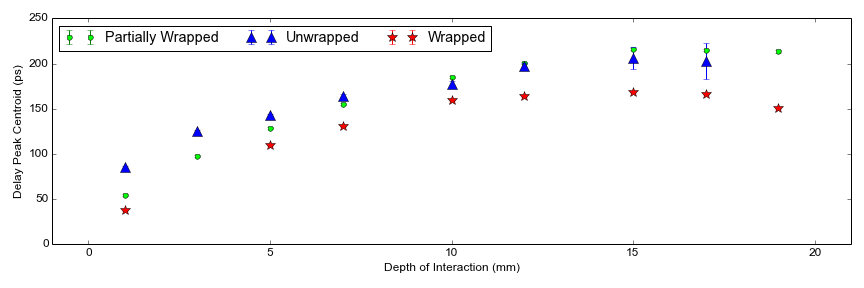 250
200
150
100
50
0
Delay Peak Centroid (ps)
Partially Wrapped Unwrapped Wrapped
0 5 10 15 20
Depth of Interaction (mm)